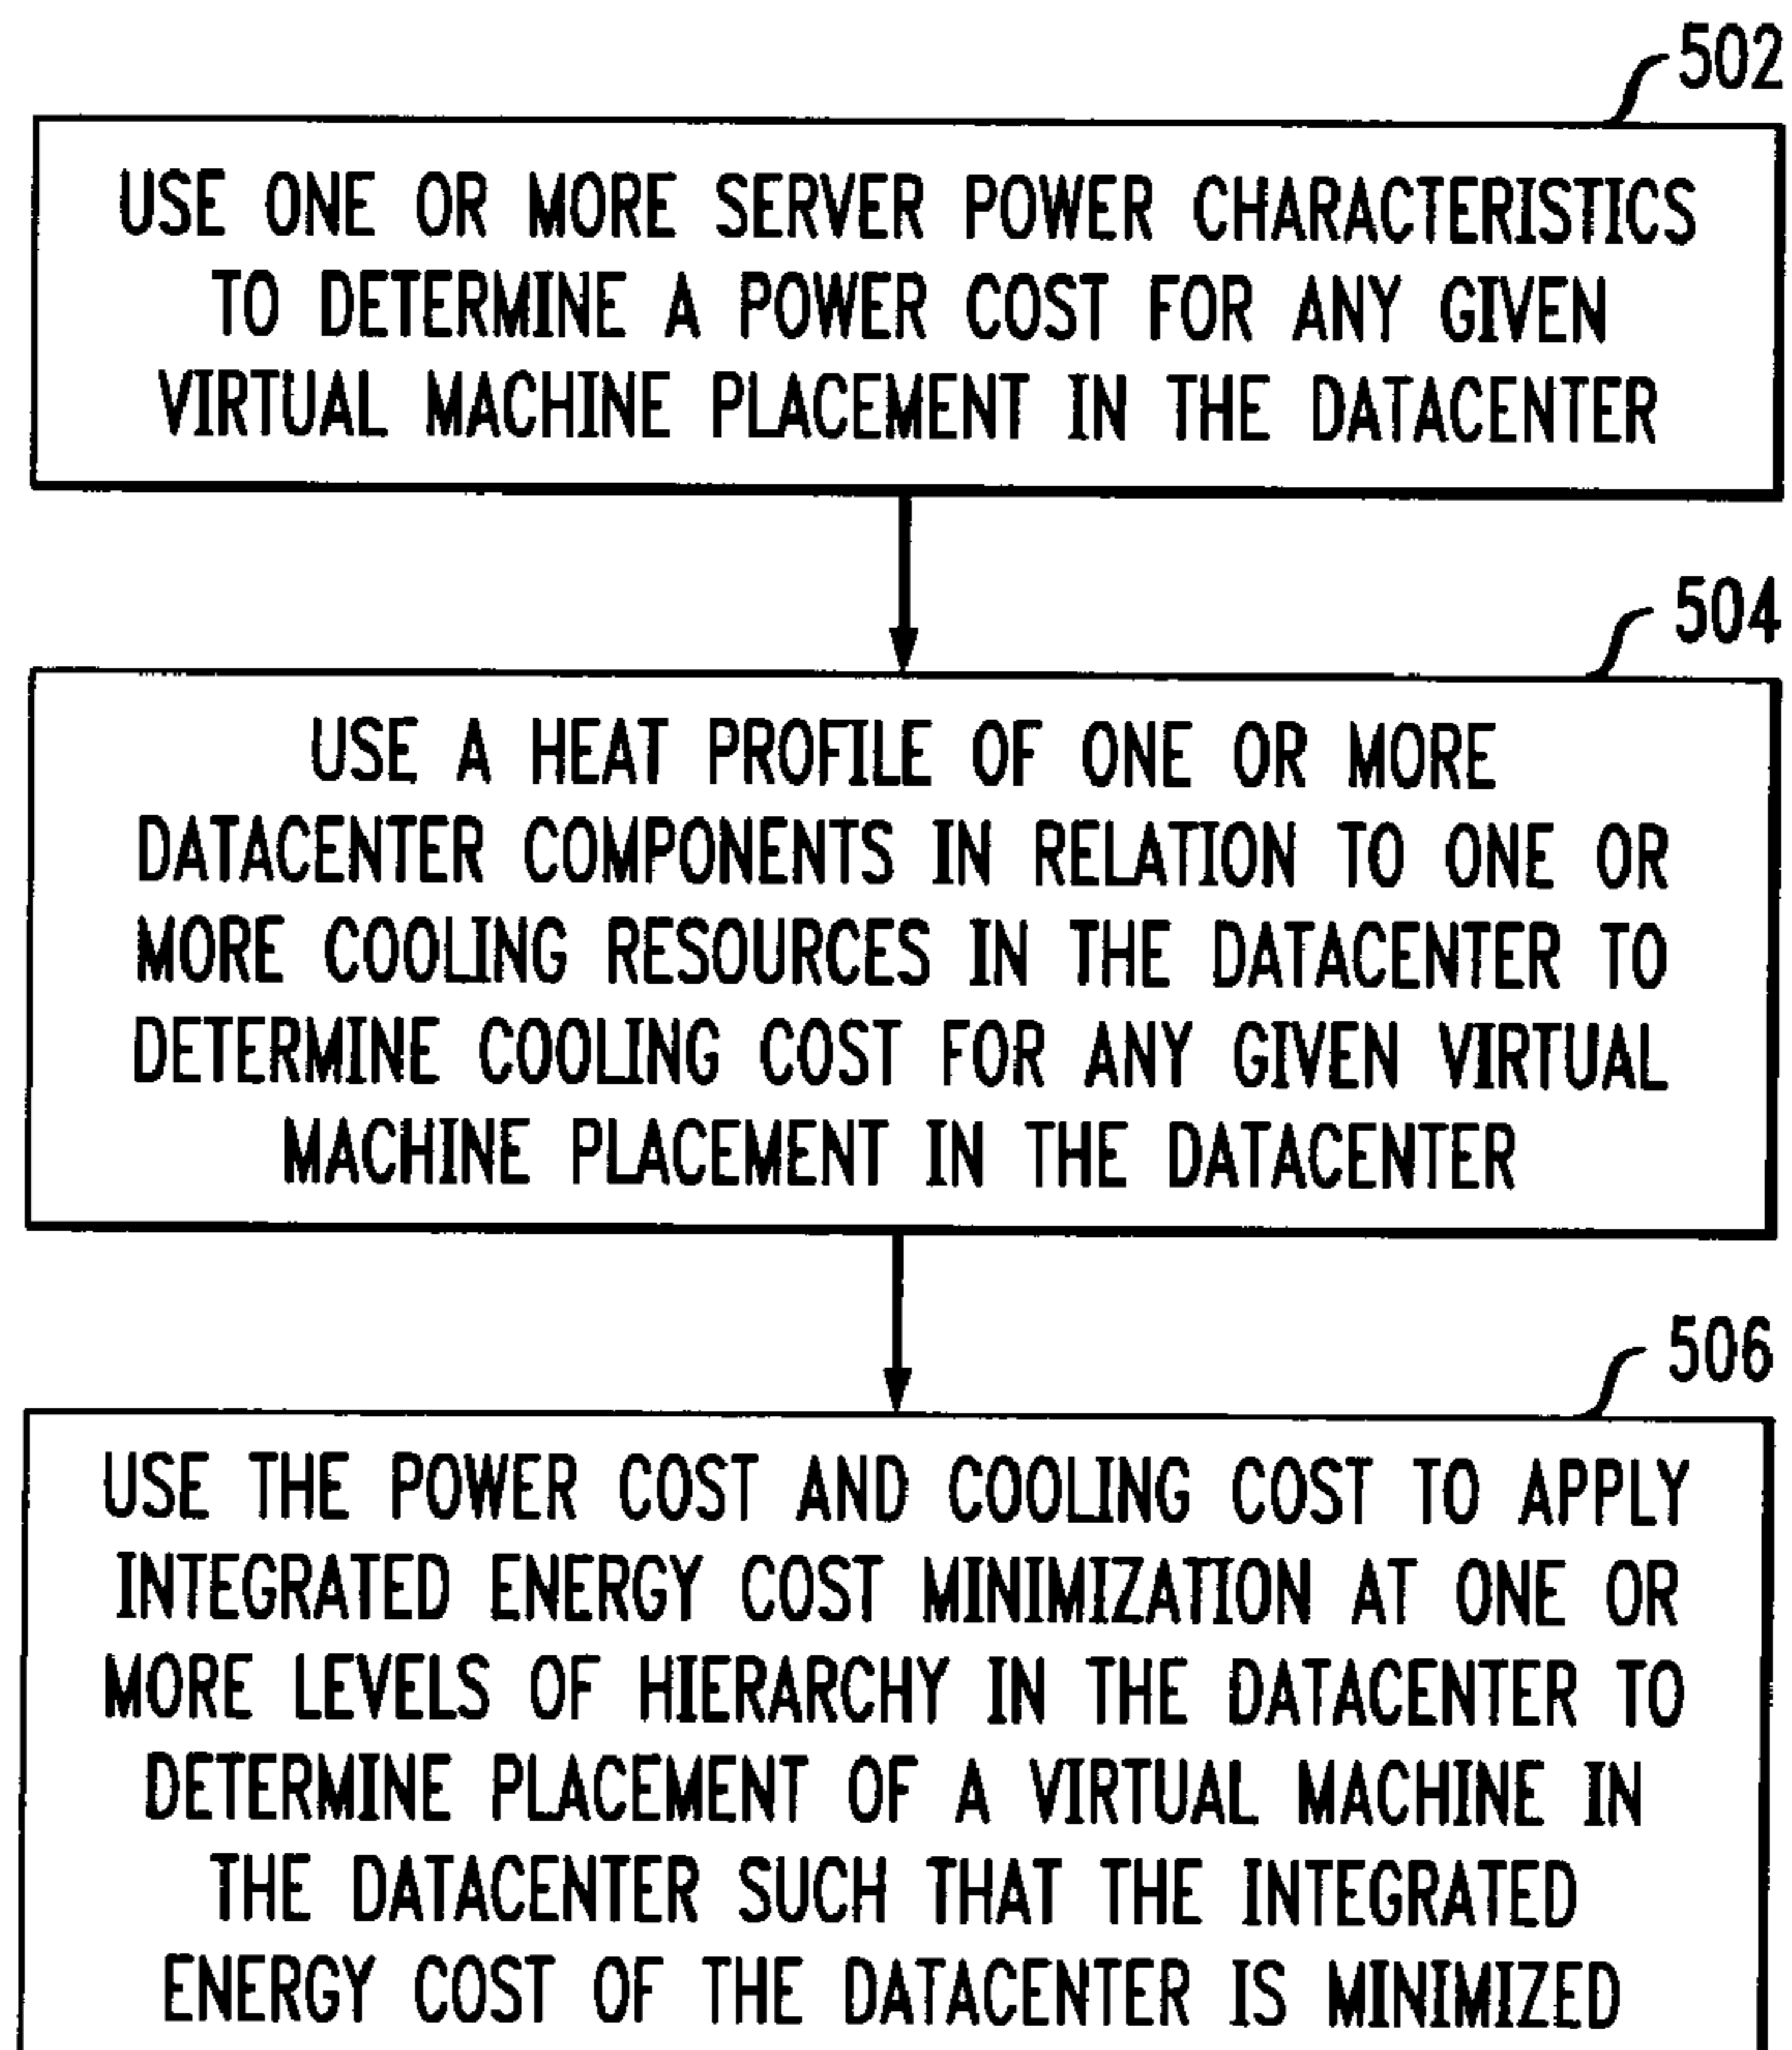 502
USE ONE OR MORE SERVER POWER CHARACTERISTICS
TO DETERMINE A POWER COST FOR ANY GIVEN
VIRTUAL MACHINE PLACEMENT IN THE DATACENTER
504
USE A HEAT PROFILE OF ONE OR MORE
DATACENTER COMPONENTS IN RELATION TO ONE OR
MORE COOLING RESOURCES IN THE DATACENTER TO
DETERMINE COOLING COST FOR ANY GIVEN VIRTUAL
MACHINE PLACEMENT IN THE DATACENTER
506
USE THE POWER COST AND COOLING COST TO APPLY
INTEGRATED ENERGY COST MINIMIZATION AT ONE OR
MORE LEVELS OF HIERARCHY IN THE DATACENTER TO
DETERMINE PLACEMENT OF A VIRTUAL MACHINE IN
THE DATACENTER SUCH THAT THE INTEGRATED
ENERGY COST OF THE DATACENTER IS MINIMIZED